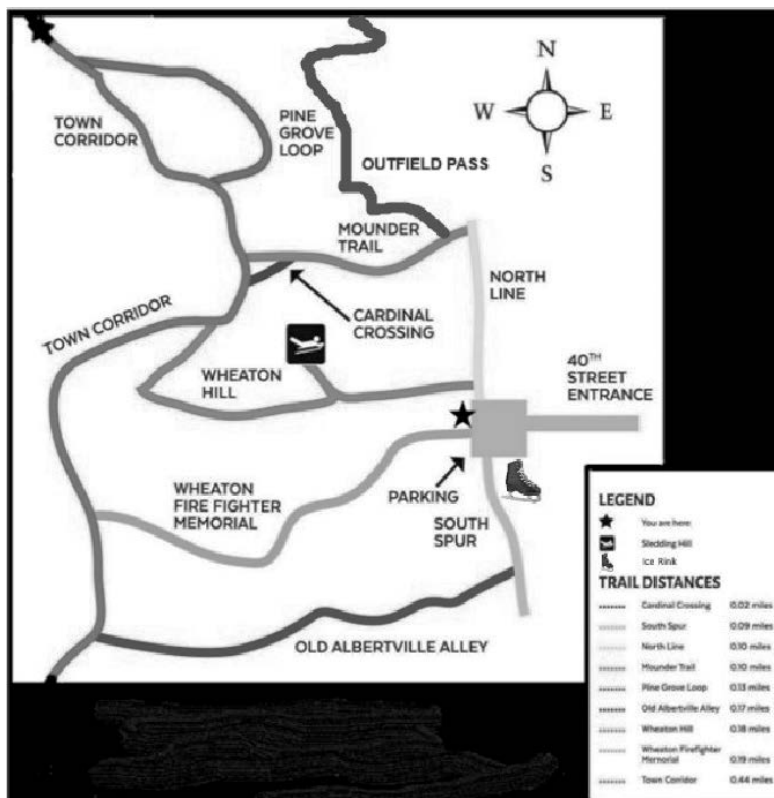 TOWN
CORRIDOR
PINE
GROVE
LOOP
N
W
E
S
OUTFIELD PASS
MOUNDER
TRAIL
NORTH
LINE
TOWN CORRIDOR
CARDINAL
CROSSING
WHEATON
HILL
40TH
STREET
ENTRANCE
WHEATON
FIRE FIGHTER
MEMORIAL
PARKING
SOUTH
SPUR
OLD ALBERTVILLE ALLEY
LEGEND
You are here
Sledding Hill
Ice Rink
TRAIL DISTANCES
Cardinal Crossing 0.02 miles
South Spur 0.09 miles
North Line 0.10 miles
Mounder Trail 0.10 miles
Pine Grove Loop 0.13 miles
Old Albertville Alley 0.17 miles
Wheaton Hill 0.18 miles
Wheaton Firefighter
Memorial 0.19 miles
Town Corridor 0.44 miles